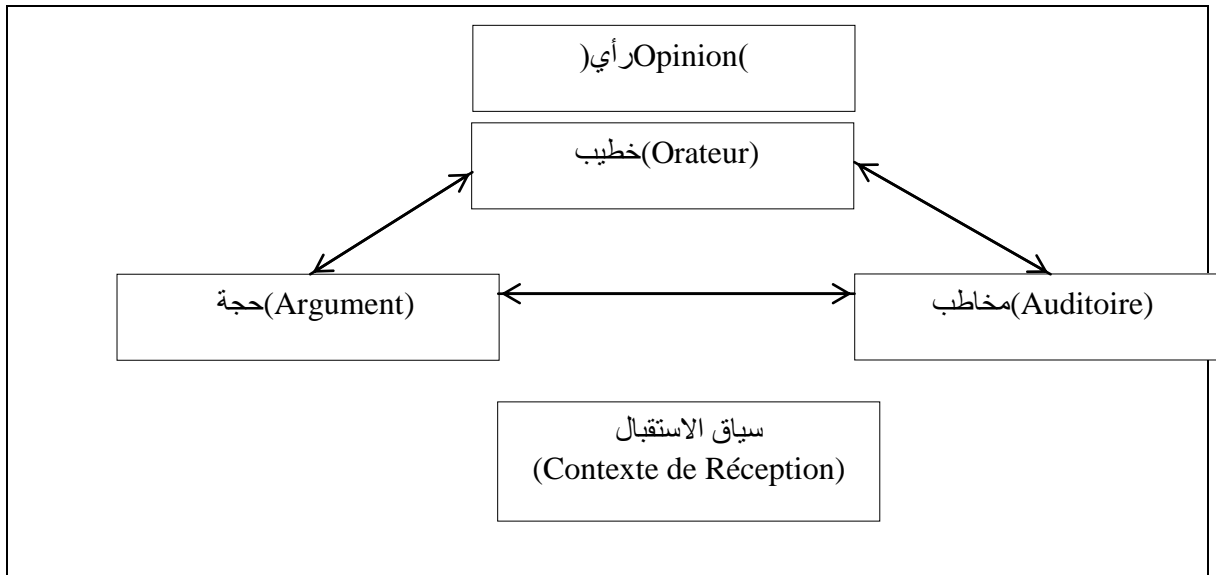 رأي(Opinion)
خطيب(Orateur)
حجة(Argument)
مخاطب(Auditoire)
سياق الاستقبال
(Contexte de Réception)